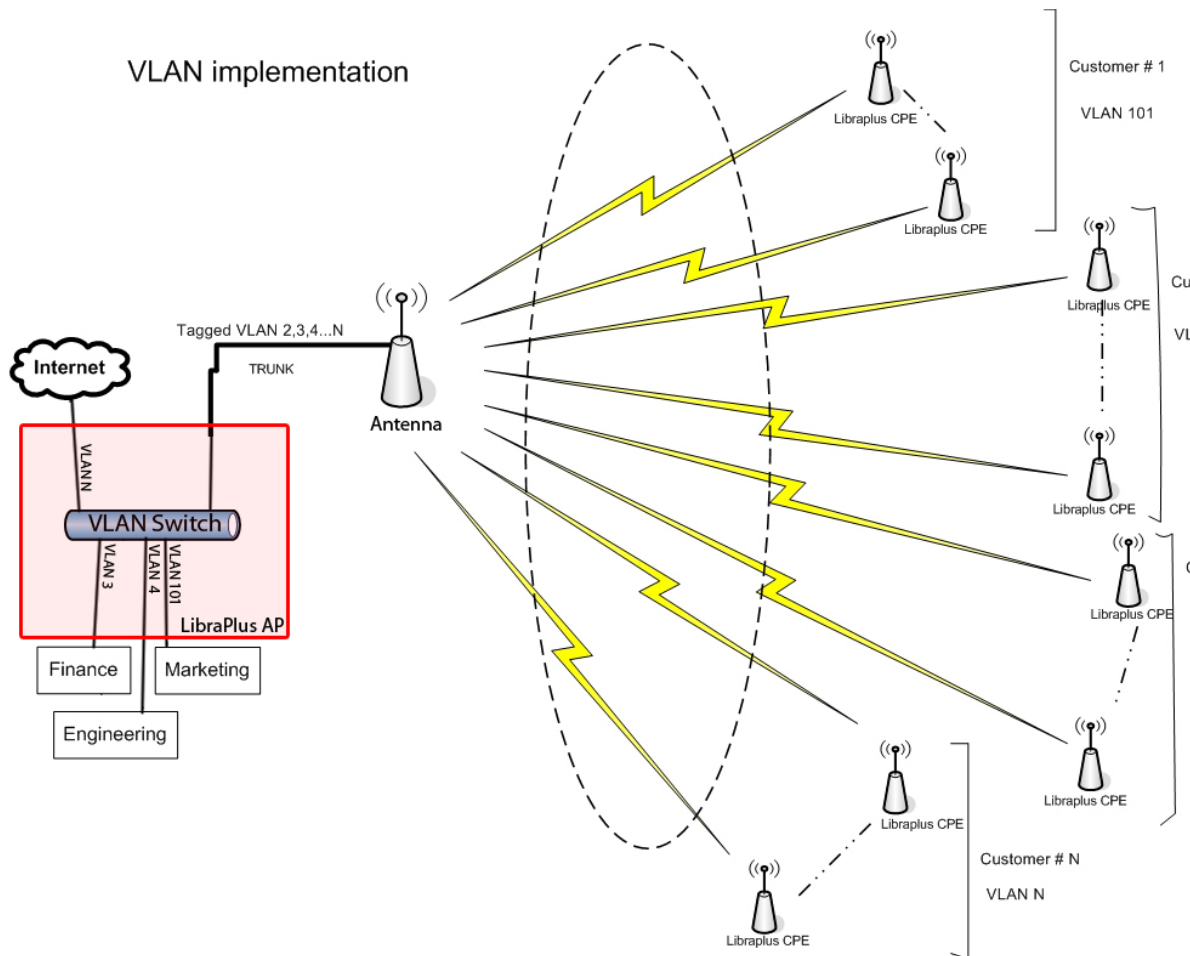 VLAN implementation
Customer # 1
VLAN 101
Libraplus CPE
Libraplus CPE
Libraplus CPE
Tagged VLAN 2,3,4...N
TRUNK
Internet
Antenna
VLAN N
VLAN Switch
VLAN 3
VLAN 4
VLAN 101
LibraPlus AP
Finance
Marketing
Engineering
Libraplus CPE
Libraplus CPE
Libraplus CPE
Libraplus CPE
Customer # N
VLAN N
Libraplus CPE